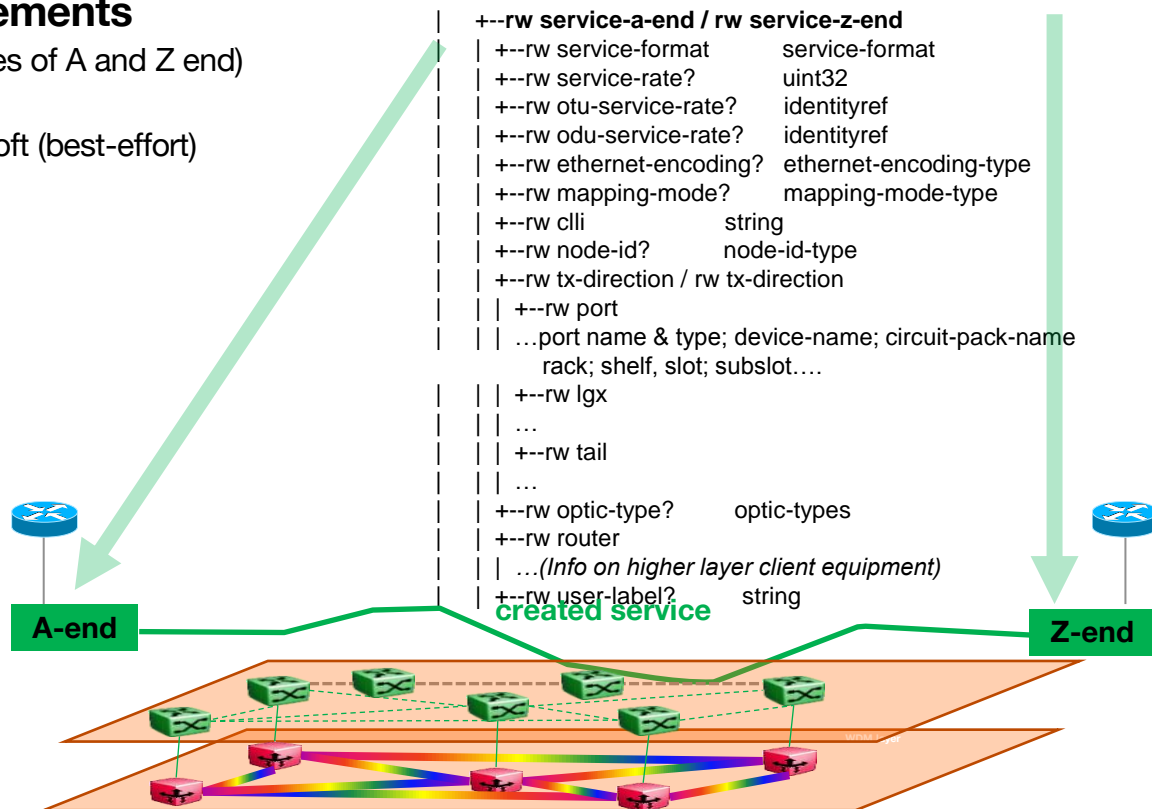 ements
es of A and Z end)
oft (best-effort)
| +--rw service-a-end / rw service-z-end
| | +--rw service-format service-format
| | +--rw service-rate? uint32
| | +--rw otu-service-rate? identityref
| | +--rw odu-service-rate? identityref
| | +--rw ethernet-encoding? ethernet-encoding-type
| | +--rw mapping-mode? mapping-mode-type
| | +--rw clli string
| | +--rw node-id? node-id-type
| | +--rw tx-direction / rw tx-direction
| | | +--rw port
| | | …port name & type; device-name; circuit-pack-name
rack; shelf, slot; subslot….
| | | +--rw lgx
| | | …
| | | +--rw tail
| | | …
| | +--rw optic-type? optic-types
| | +--rw router
| | | …(Info on higher layer client equipment)
| | +--rw user-label? string
created service
A-end
Z-end
WDM layer